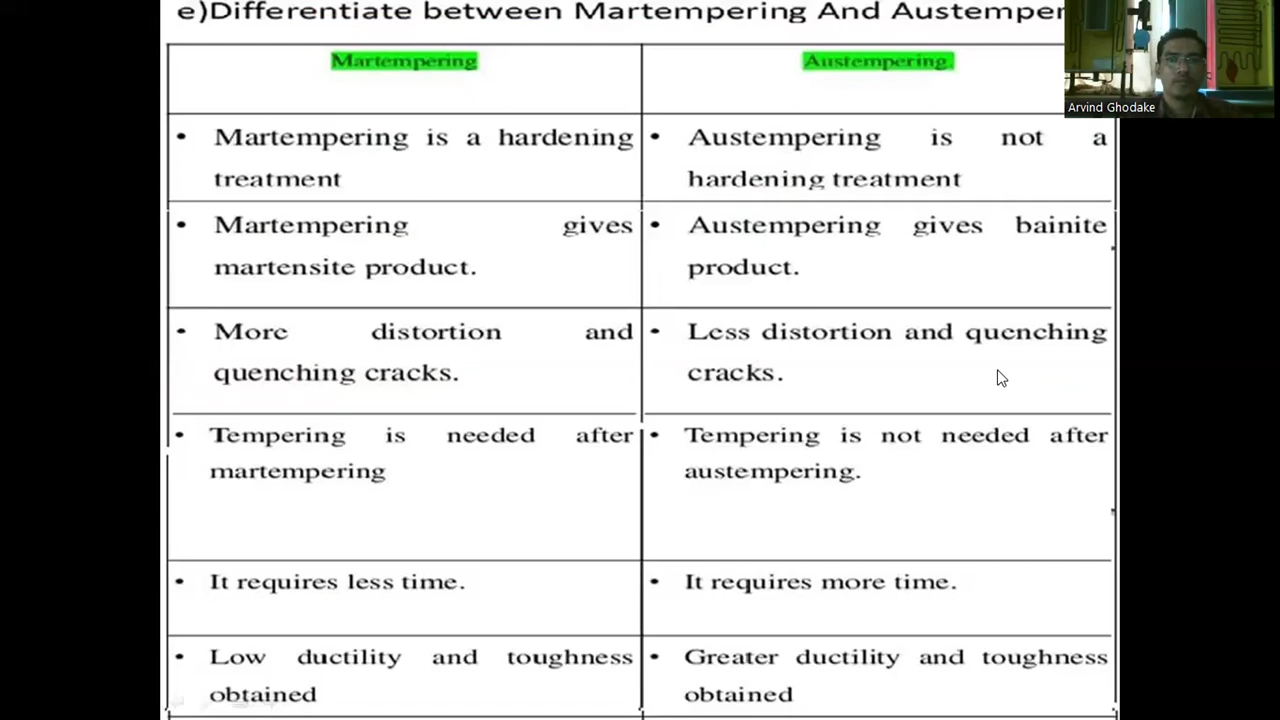 e)Differentiate between Martempering And Austemper
Martempering
Austempering.
Arvind Ghodake
• Martempering is a hardening
treatment
• Austempering is not a
hardening treatment
• Martempering gives
martensite product.
• Austempering gives bainite
product.
• More distortion and
quenching cracks.
• Less distortion and quenching
cracks.
• Tempering is needed after
martempering
• Tempering is not needed after
austempering.
• It requires less time.
• It requires more time.
• Low ductility and toughness
obtained
• Greater ductility and toughness
obtained